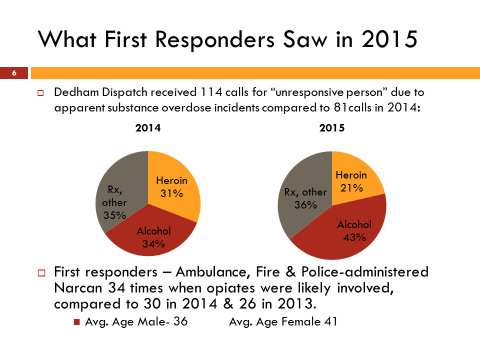 What First Responders Saw in 2015
6
Dedham Dispatch received 114 calls for “unresponsive person” due to
apparent substance overdose incidents compared to 81calls in 2014:
2014
2015
Heroin
31%
Alcohol
34%
Rx,
other
35%
Heroin
21%
Alcohol
43%
Rx, other
36%
First responders – Ambulance, Fire & Police-administered
Narcan 34 times when opiates were likely involved,
compared to 30 in 2014 & 26 in 2013.
Avg. Age Male- 36 Avg. Age Female 41